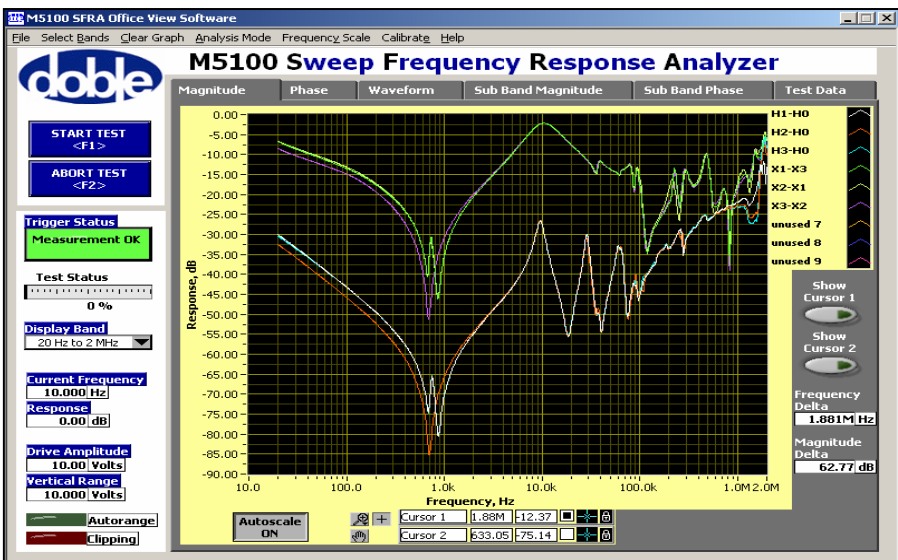 M5100 SFRA Office View Software
File Select Bands Clear Graph Analysis Mode Frequency Scale Calibrate Help
doble
M5100 Sweep Frequency Response Analyzer
Magnitude Phase Waveform Sub Band Magnitude Sub Band Phase Test Data
START TEST
<F1>
ABORT TEST
<F2>
Trigger Status
Measurement OK
Test Status
0 %
Display Band
20 Hz to 2 MHz
Current Frequency
10.000 Hz
Response
0.00 dB
Drive Amplitude
10.00 Volts
Vertical Range
10.000 Volts
Autorange
Clipping
Response, dB
0.00
-5.00
-10.00
-15.00
-20.00
-25.00
-30.00
-35.00
-40.00
-45.00
-50.00
-55.00
-60.00
-65.00
-70.00
-75.00
-80.00
-85.00
-90.00
10.0 100.0 1.0k 10.0k 100.0k 1.0M 2.0M
Frequency, Hz
H1-H0
H2-H0
H3-H0
X1-X3
X2-X1
X3-X2
unused 7
unused 8
unused 9
Show
Cursor 1
Show
Cursor 2
Frequency
Delta
1.881M Hz
Magnitude
Delta
62.77 dB
Autoscale
ON
Cursor 1 1.88M -12.37
Cursor 2 633.05 -75.14